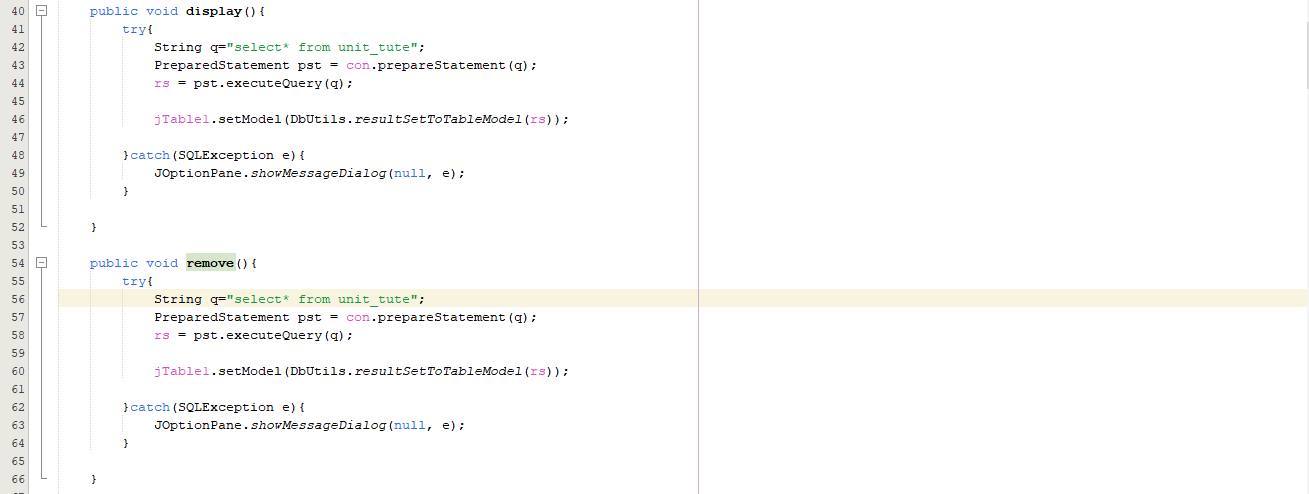 40 public void display(){
41 try{
42 String q="select* from unit_tute";
43 PreparedStatement pst = con.prepareStatement(q);
44 rs = pst.executeQuery(q);
45
46 jTable1.setModel(DbUtils.resultSetToTableModel(rs));
47
48 }catch(SQLException e){
49 JOptionPane.showMessageDialog(null, e);
50 }
51
52 }
53
54 public void remove(){
55 try{
56 String q="select* from unit_tute";
57 PreparedStatement pst = con.prepareStatement(q);
58 rs = pst.executeQuery(q);
59
60 jTable1.setModel(DbUtils.resultSetToTableModel(rs));
61
62 }catch(SQLException e){
63 JOptionPane.showMessageDialog(null, e);
64 }
65
66 }